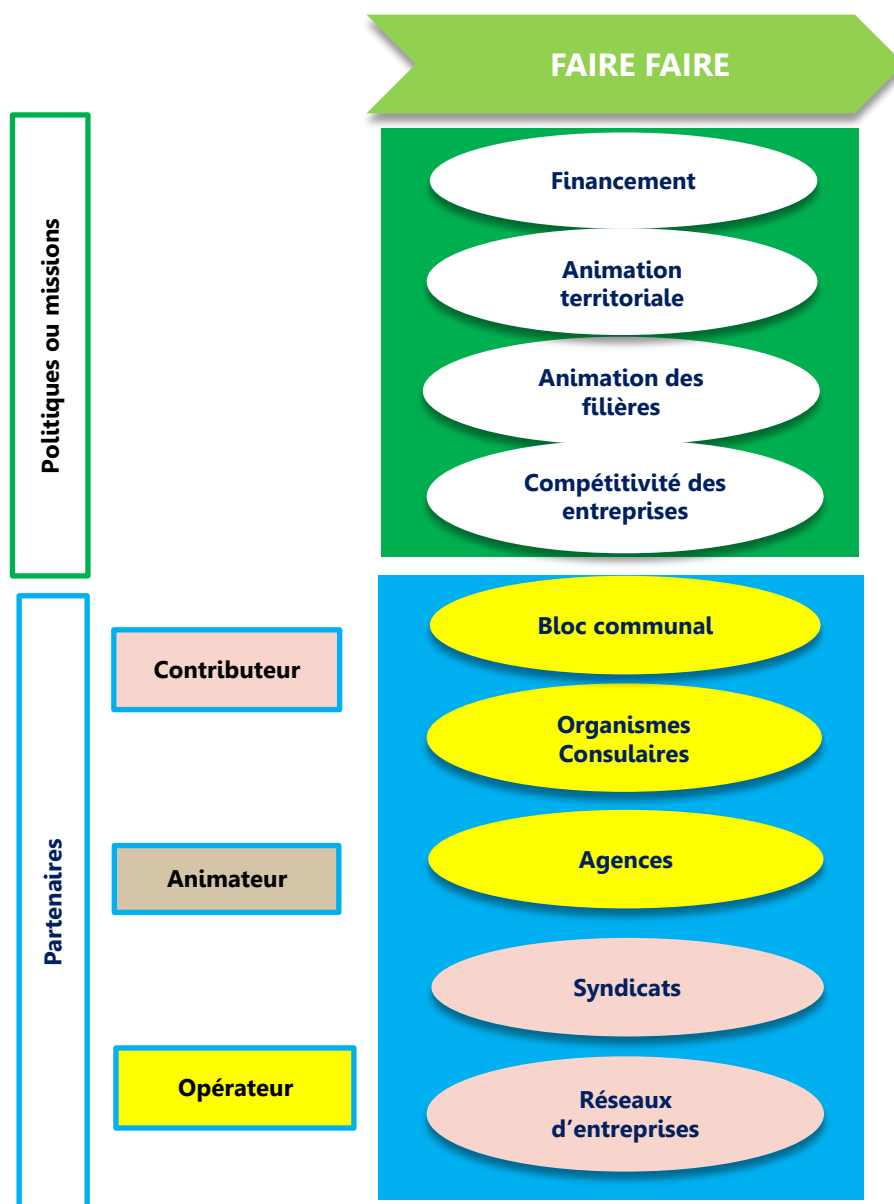 FAIRE FAIRE
Politiques ou missions
Financement
Animation
territoriale
Animation des
filières
Compétitivité des
entreprises
Partenaires
Contributeur
Animateur
Opérateur
Bloc communal
Organismes
Consulaires
Agences
Syndicats
Réseaux
d’entreprises